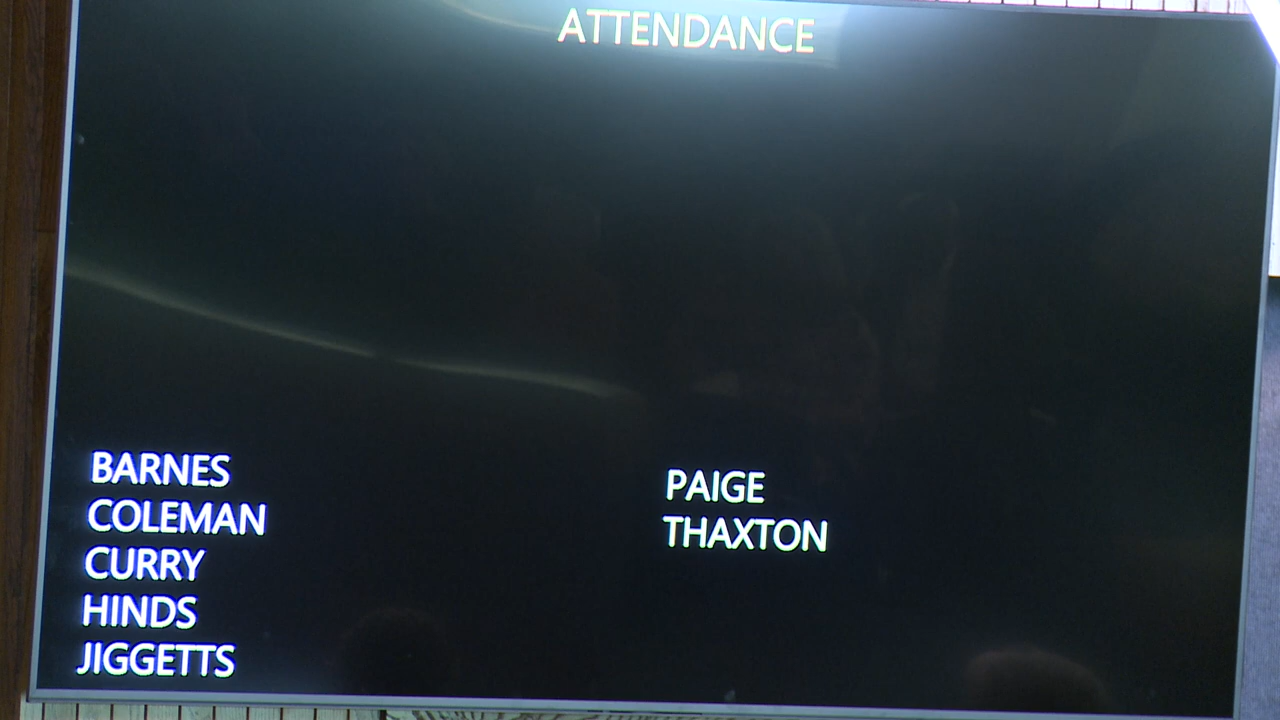 ATTENDANCE
BARNES
COLEMAN
CURRY
HINDS
JIGGETTS
PAIGE
THAXTON